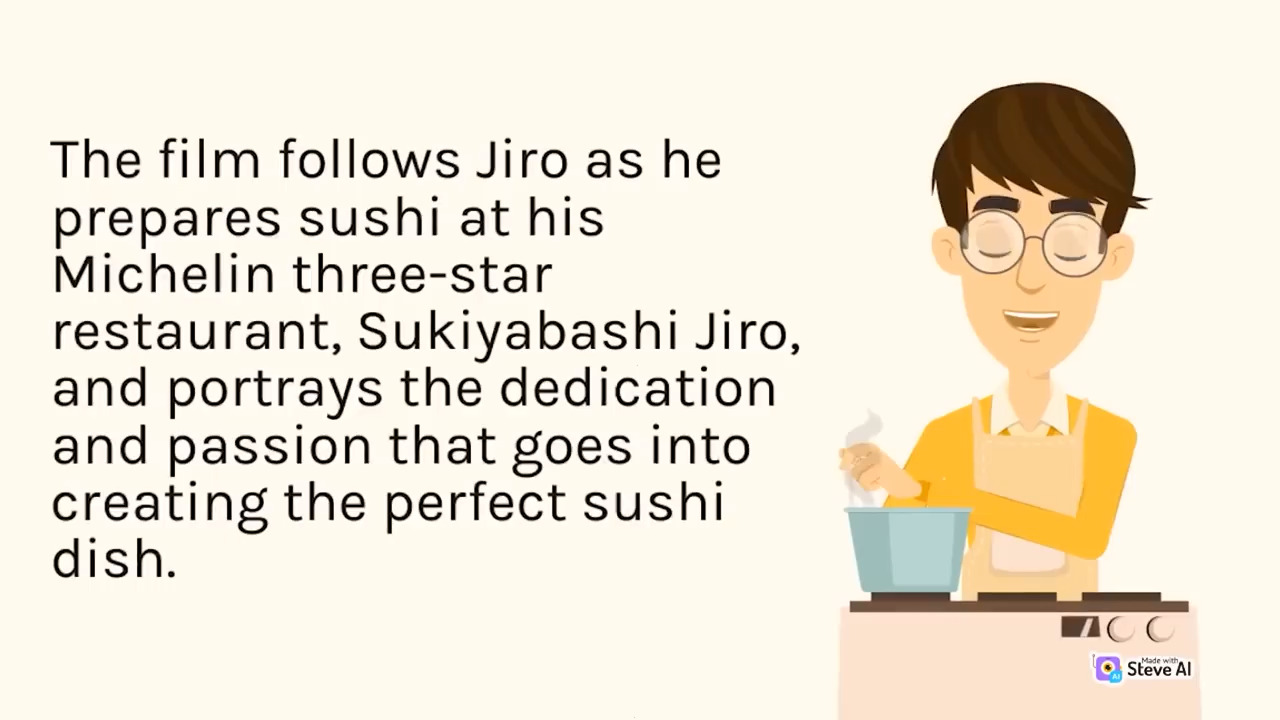 The film follows Jiro as he
prepares sushi at his
Michelin three-star
restaurant, Sukiyabashi Jiro,
and portrays the dedication
and passion that goes into
creating the perfect sushi
dish.
Made with
Steve AI
AI